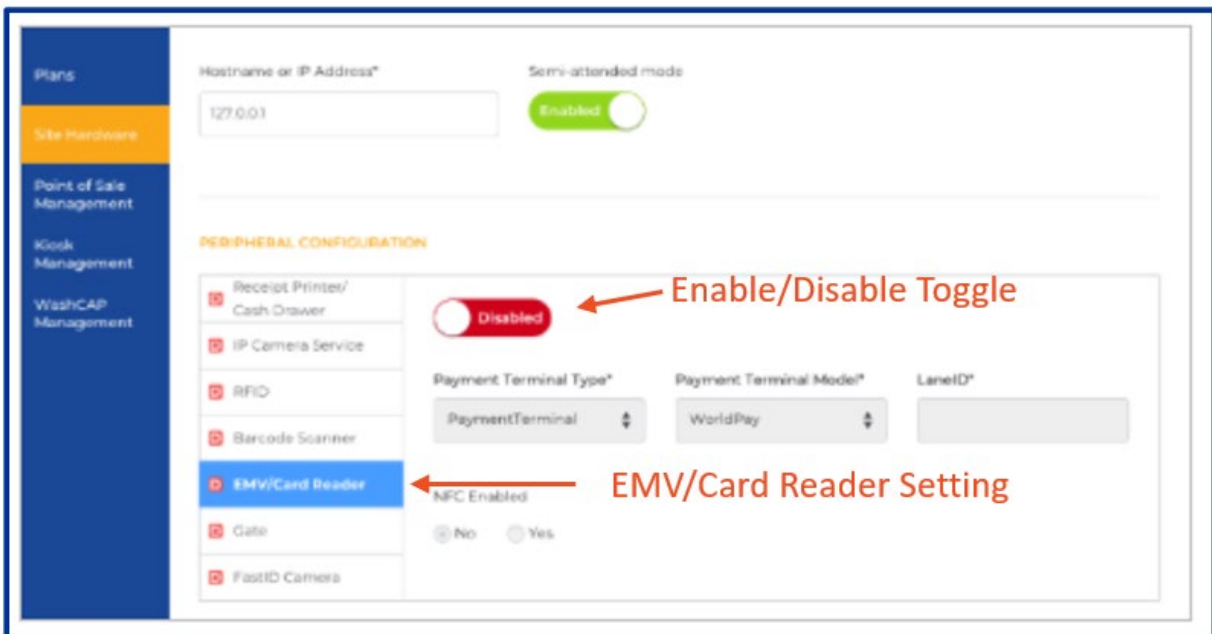 Plans
Site Hardware
Point of Sale
Management
Kiosk
Management
WashCAP
Management
Hostname or IP Address*
127.0.0.1
Semi-attended mode
Enabled
PERIPHERAL CONFIGURATION
D Receipt Printer/
Cash Drawer
D IP Camera Service
D RFID
D Barcode Scanner
D EMV/Card Reader
D Gate
D FastID Camera
Disabled
Enable/Disable Toggle
Payment Terminal Type*
PaymentTerminal
Payment Terminal Model*
WorldPay
LaneID*
EMV/Card Reader Setting
NFC Enabled
No
Yes